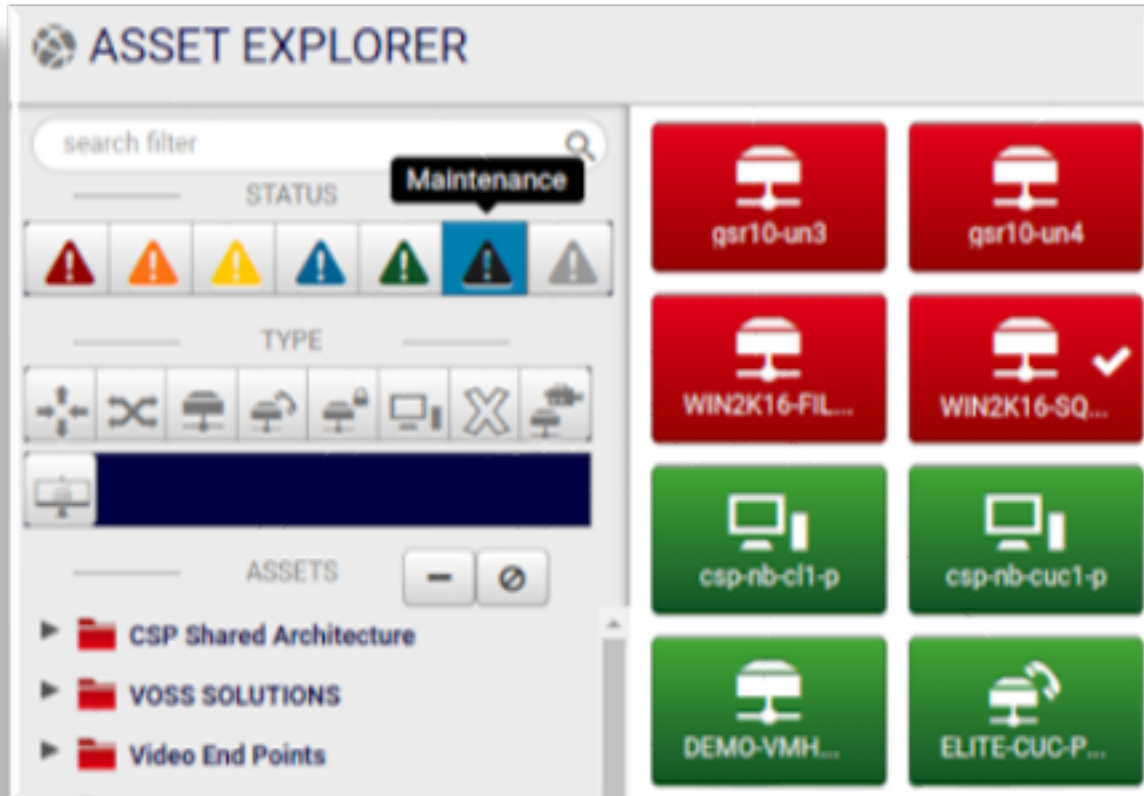 ASSET EXPLORER
search filter
Maintenance
STATUS
TYPE
ASSETS
CSP Shared Architecture
VOSS SOLUTIONS
Video End Points
gsr10-un3
gsr10-un4
WIN2K16-FIL...
WIN2K16-SQ...
csp-nb-cl1-p
csp-nb-cuc1-p
DEMO-VMH...
ELITE-CUC-P...